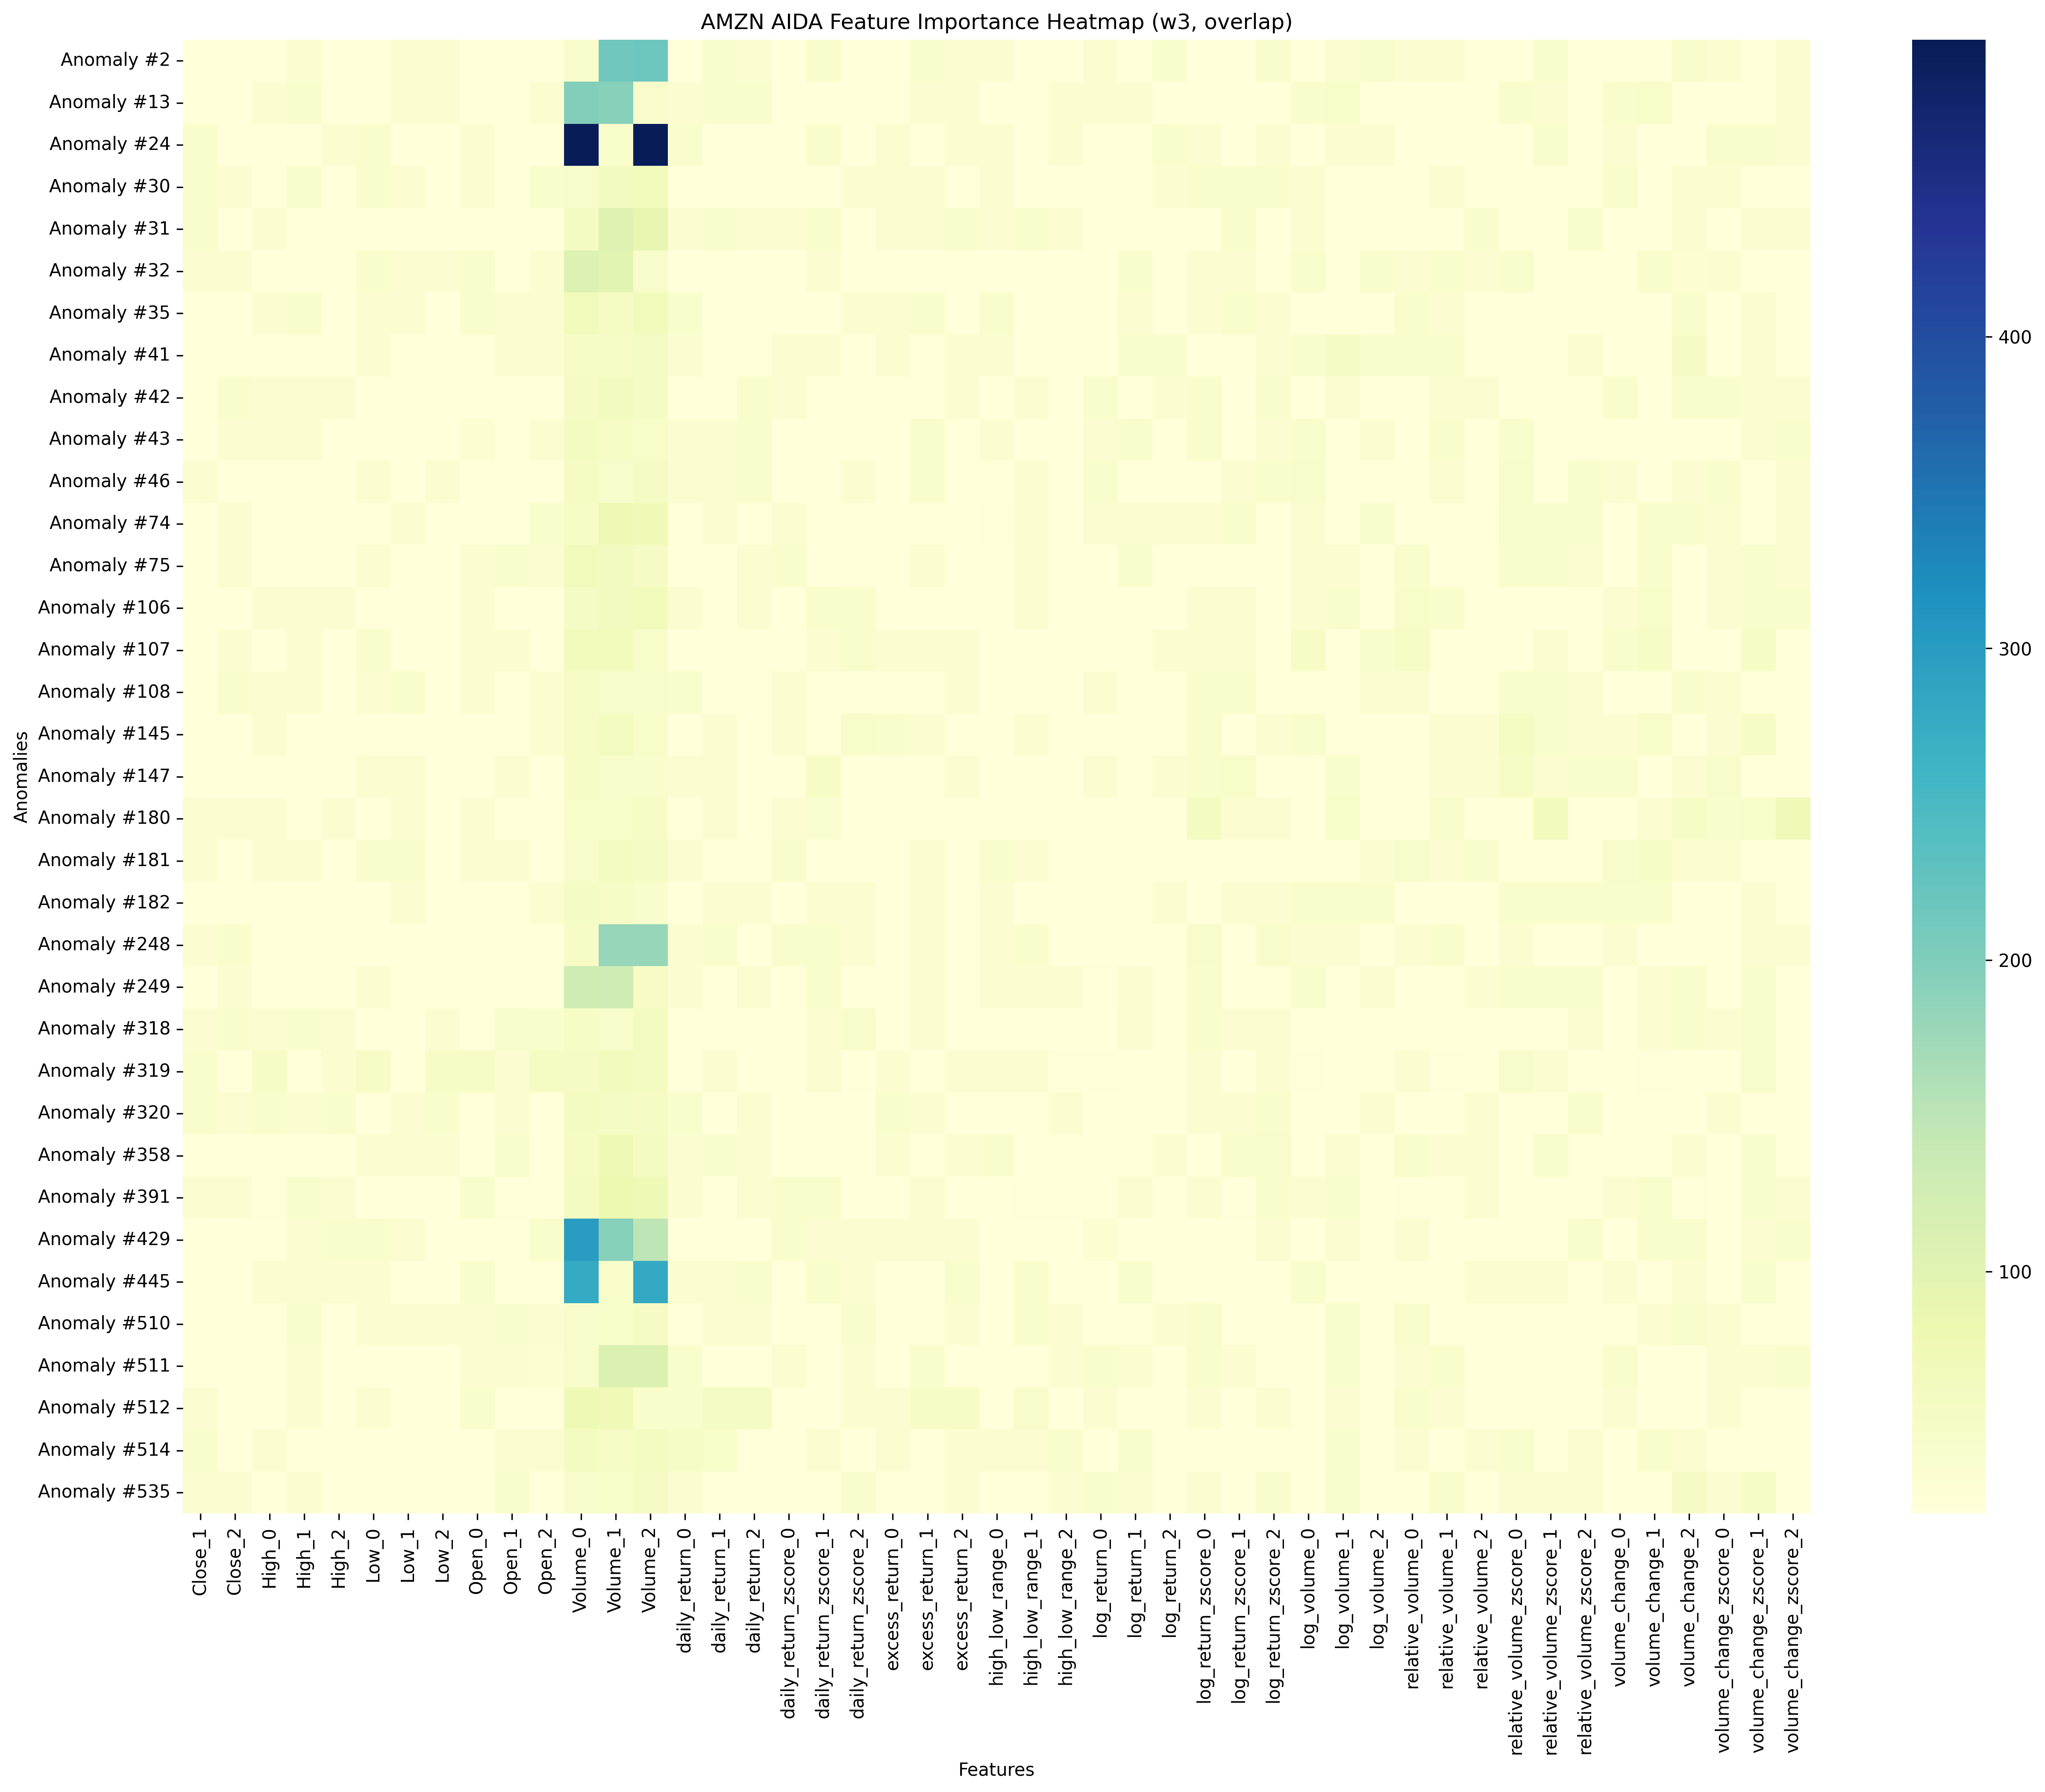 AMZN AIDA Feature Importance Heatmap (w3, overlap)
Anomalies
Anomaly #2
Anomaly #13
Anomaly #24
Anomaly #30
Anomaly #31
Anomaly #32
Anomaly #35
Anomaly #41
Anomaly #42
Anomaly #43
Anomaly #46
Anomaly #74
Anomaly #75
Anomaly #106
Anomaly #107
Anomaly #108
Anomaly #145
Anomaly #147
Anomaly #180
Anomaly #181
Anomaly #182
Anomaly #248
Anomaly #249
Anomaly #318
Anomaly #319
Anomaly #320
Anomaly #358
Anomaly #391
Anomaly #429
Anomaly #445
Anomaly #510
Anomaly #511
Anomaly #512
Anomaly #514
Anomaly #535
400
300
200
100
Close_1
Close_2
High_0
High_1
High_2
Low_0
Low_1
Low_2
Open_0
Open_1
Open_2
Volume_0
Volume_1
Volume_2
daily_return_0
daily_return_1
daily_return_2
daily_return_zscore_0
daily_return_zscore_1
daily_return_zscore_2
excess_return_0
excess_return_1
excess_return_2
high_low_range_0
high_low_range_1
high_low_range_2
log_return_0
log_return_1
log_return_2
log_return_zscore_0
log_return_zscore_1
log_return_zscore_2
log_volume_0
log_volume_1
log_volume_2
relative_volume_0
relative_volume_1
relative_volume_2
relative_volume_zscore_0
relative_volume_zscore_1
relative_volume_zscore_2
volume_change_0
volume_change_1
volume_change_2
volume_change_zscore_0
volume_change_zscore_1
volume_change_zscore_2
Features